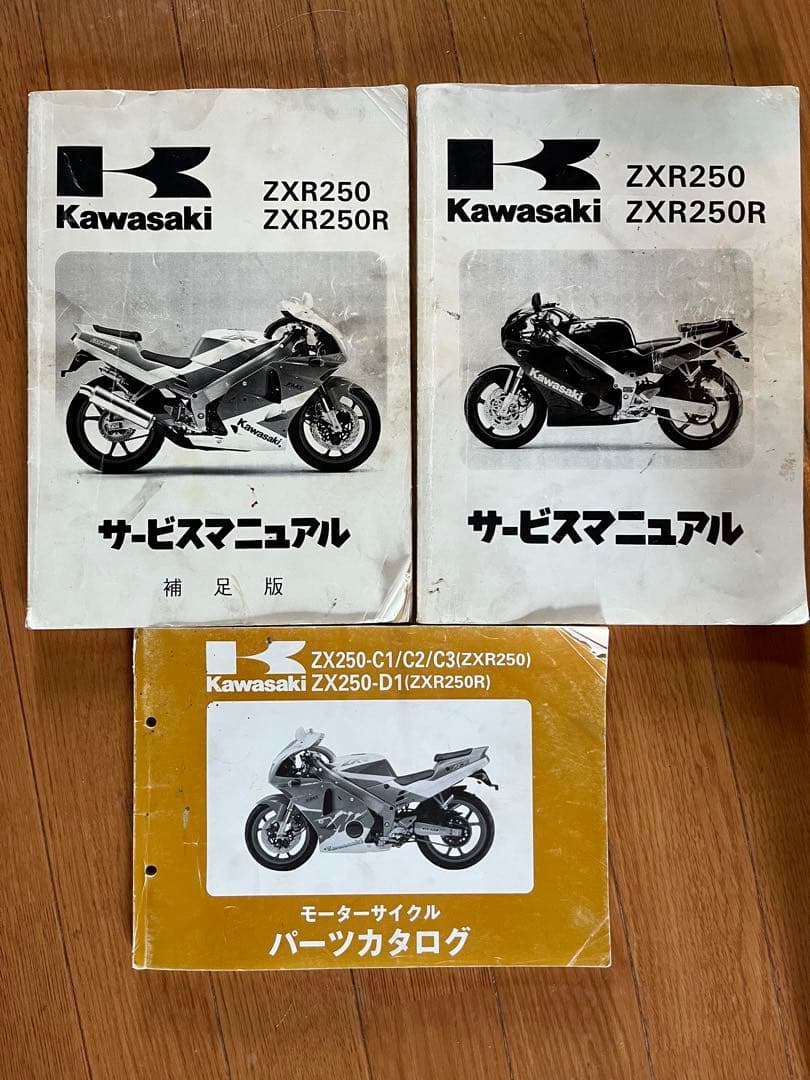 Kawasaki
ZXR250
ZXR250R
Kawasaki
サービスマニュアル
補足版
Kawasaki
ZXR250
ZXR250R
Kawasaki
サービスマニュアル
Kawasaki
ZX250-C1/C2/C3(ZXR250)
ZX250-D1(ZXR250R)
モーターサイクル
パーツカタログ